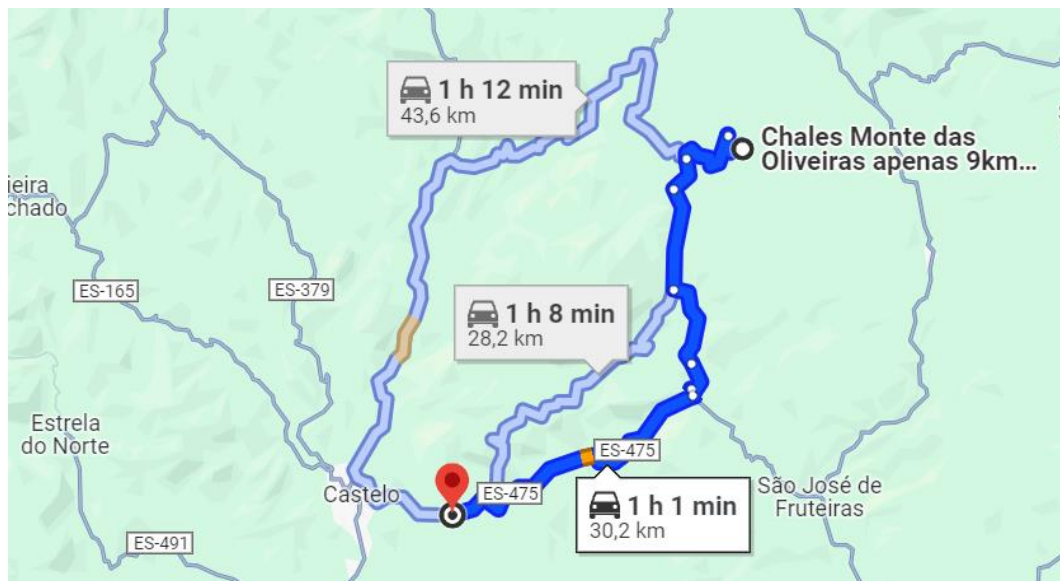 1 h 12 min
43,6 km
Chales Monte das
Oliveiras apenas 9km...
ieira
chado
ES-165
ES-379
1 h 8 min
28,2 km
Estrela
do Norte
ES-475
Castelo
ES-475
São José de
Fruteiras
1 h 1 min
30,2 km
ES-491